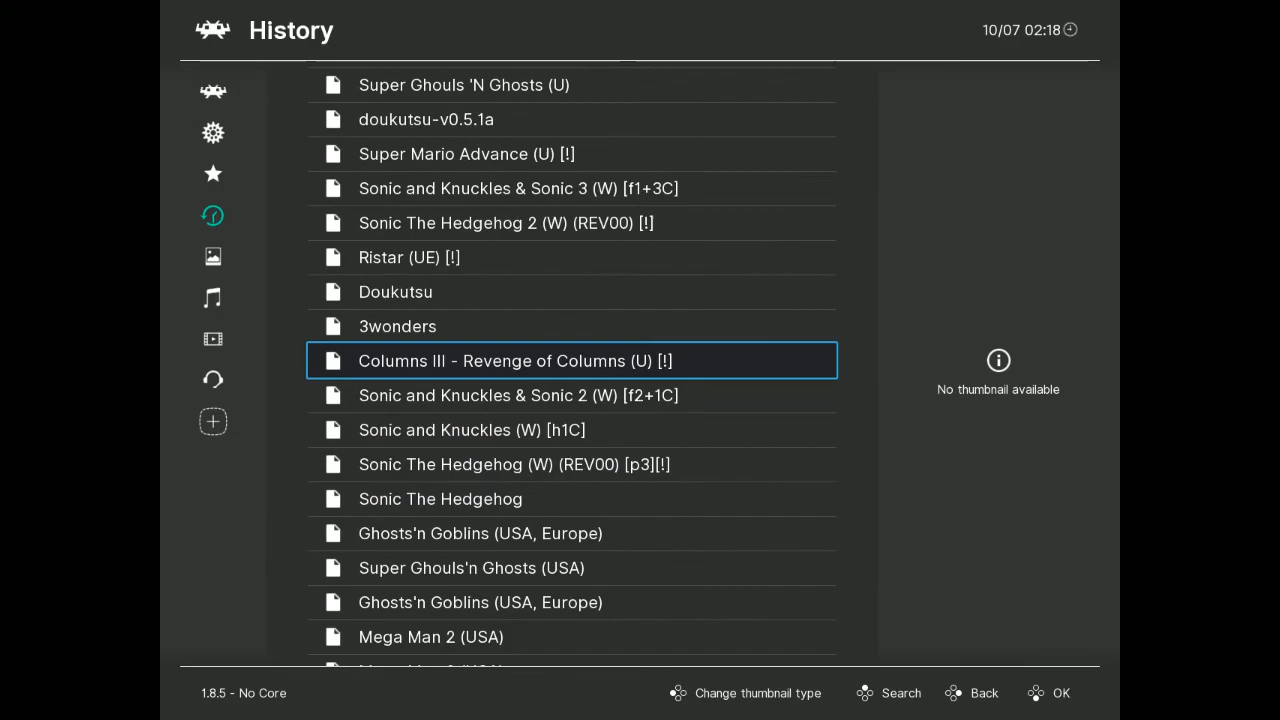 History
10/07 02:18
Super Ghouls 'N Ghosts (U)
doukutsu-v0.5.1a
Super Mario Advance (U) [!]
Sonic and Knuckles & Sonic 3 (W) [f1+3C]
Sonic The Hedgehog 2 (W) (REV00) [!]
Ristar (UE) [!]
Doukutsu
3wonders
Columns III - Revenge of Columns (U) [!]
No thumbnail available
Sonic and Knuckles & Sonic 2 (W) [f2+1C]
Sonic and Knuckles (W) [h1C]
Sonic The Hedgehog (W) (REV00) [p3][!]
Sonic The Hedgehog
Ghosts'n Goblins (USA, Europe)
Super Ghouls'n Ghosts (USA)
Ghosts'n Goblins (USA, Europe)
Mega Man 2 (USA)
1.8.5 - No Core
Change thumbnail type
Search
Back
OK